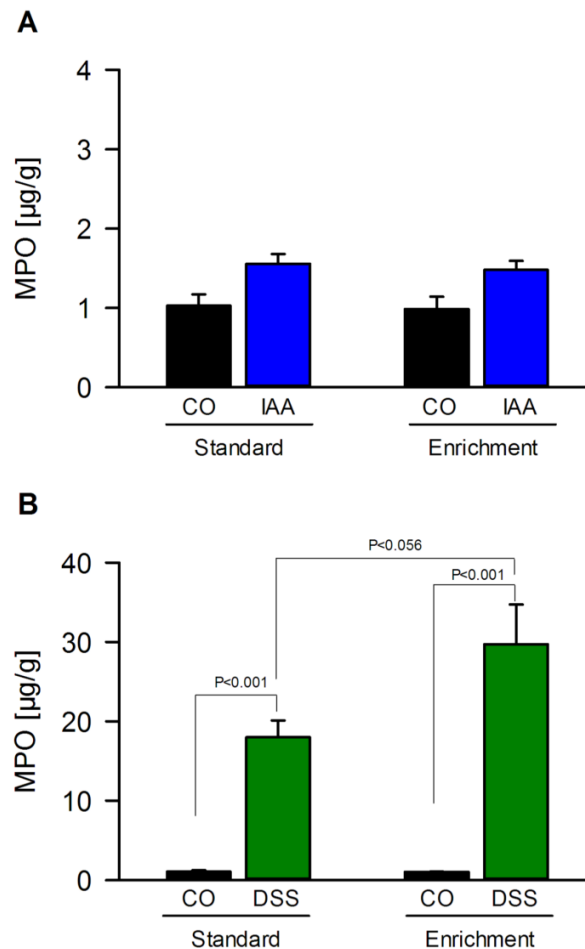 A
MPO [µg/g]
4
3
2
1
0
CO IAA CO IAA
Standard Enrichment
B
MPO [µg/g]
40
30
20
10
0
P<0.056
P<0.001
P<0.001
CO DSS CO DSS
Standard Enrichment